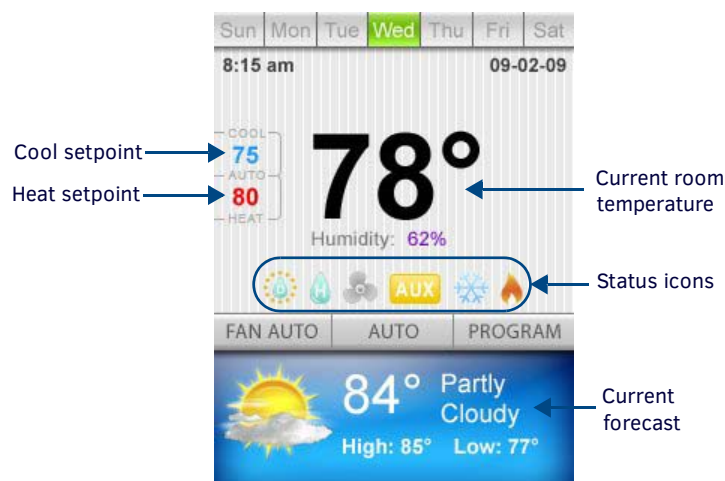 Sun Mon Tue Wed Thu Fri Sat
8:15 am 09-02-09
COOL
Cool setpoint 75
AUTO
Heat setpoint 80
HEAT
78°
Current room
temperature
Humidity: 62%
D H AUX
Status icons
FAN AUTO AUTO PROGRAM
84° Partly
Cloudy
High: 85° Low: 77°
Current
forecast